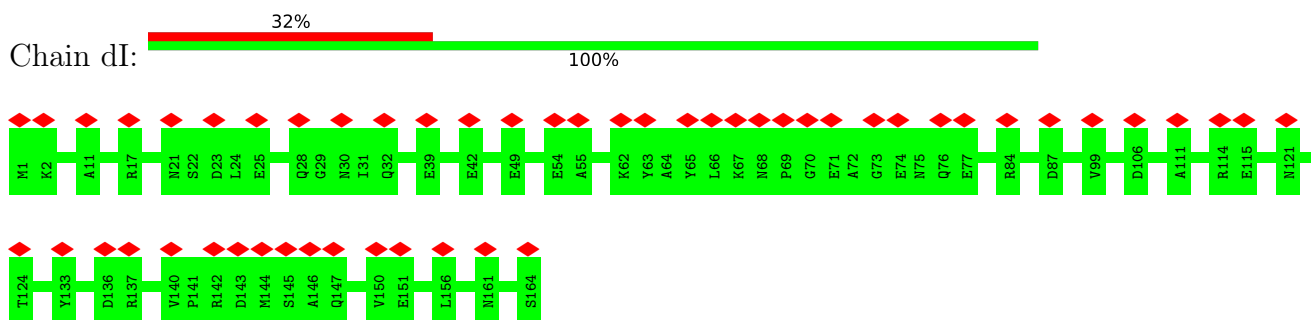 32%
Chain dI:
100%
M1 K2 A11 R17 N21 S22 D23 L24 E25 Q28 G29 N30 I31 Q32 E39 E42 E49 E54 A55 K62 Y63 A64 Y65 L66 K67 N68 P69 G70 E71 A72 G73 E74 N75 Q76 E77 R84 D87 V99 D106 A111 R114 E115 N121
T124 Y133 D136 R137 V140 P141 R142 D143 M144 S145 A146 Q147 V150 E151 L156 N161 S164